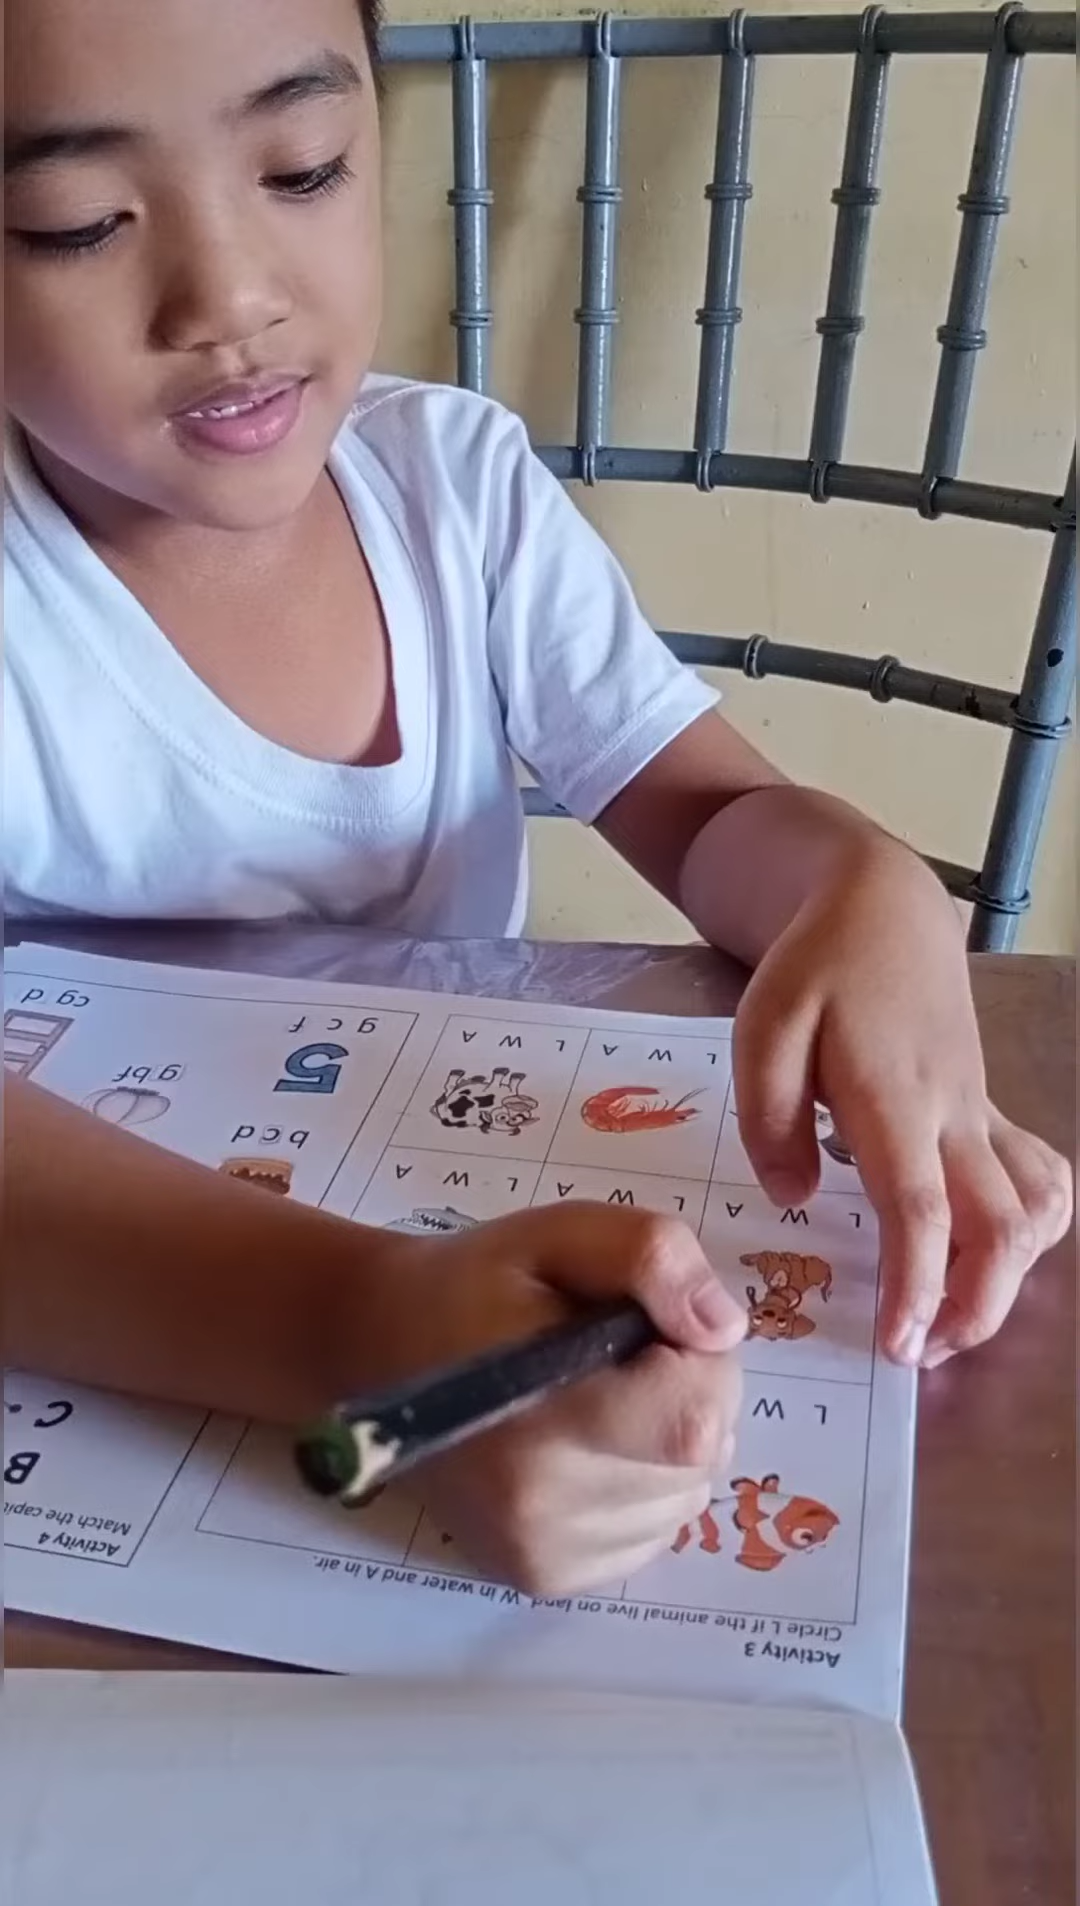 Activity 3
Circle L if the animal live on land, W in water and A in air.
L W
L W A L W A L W A
L W A L W A
Activity 4
Match the
B
C
b c d
g b f
5
g c f
c g d